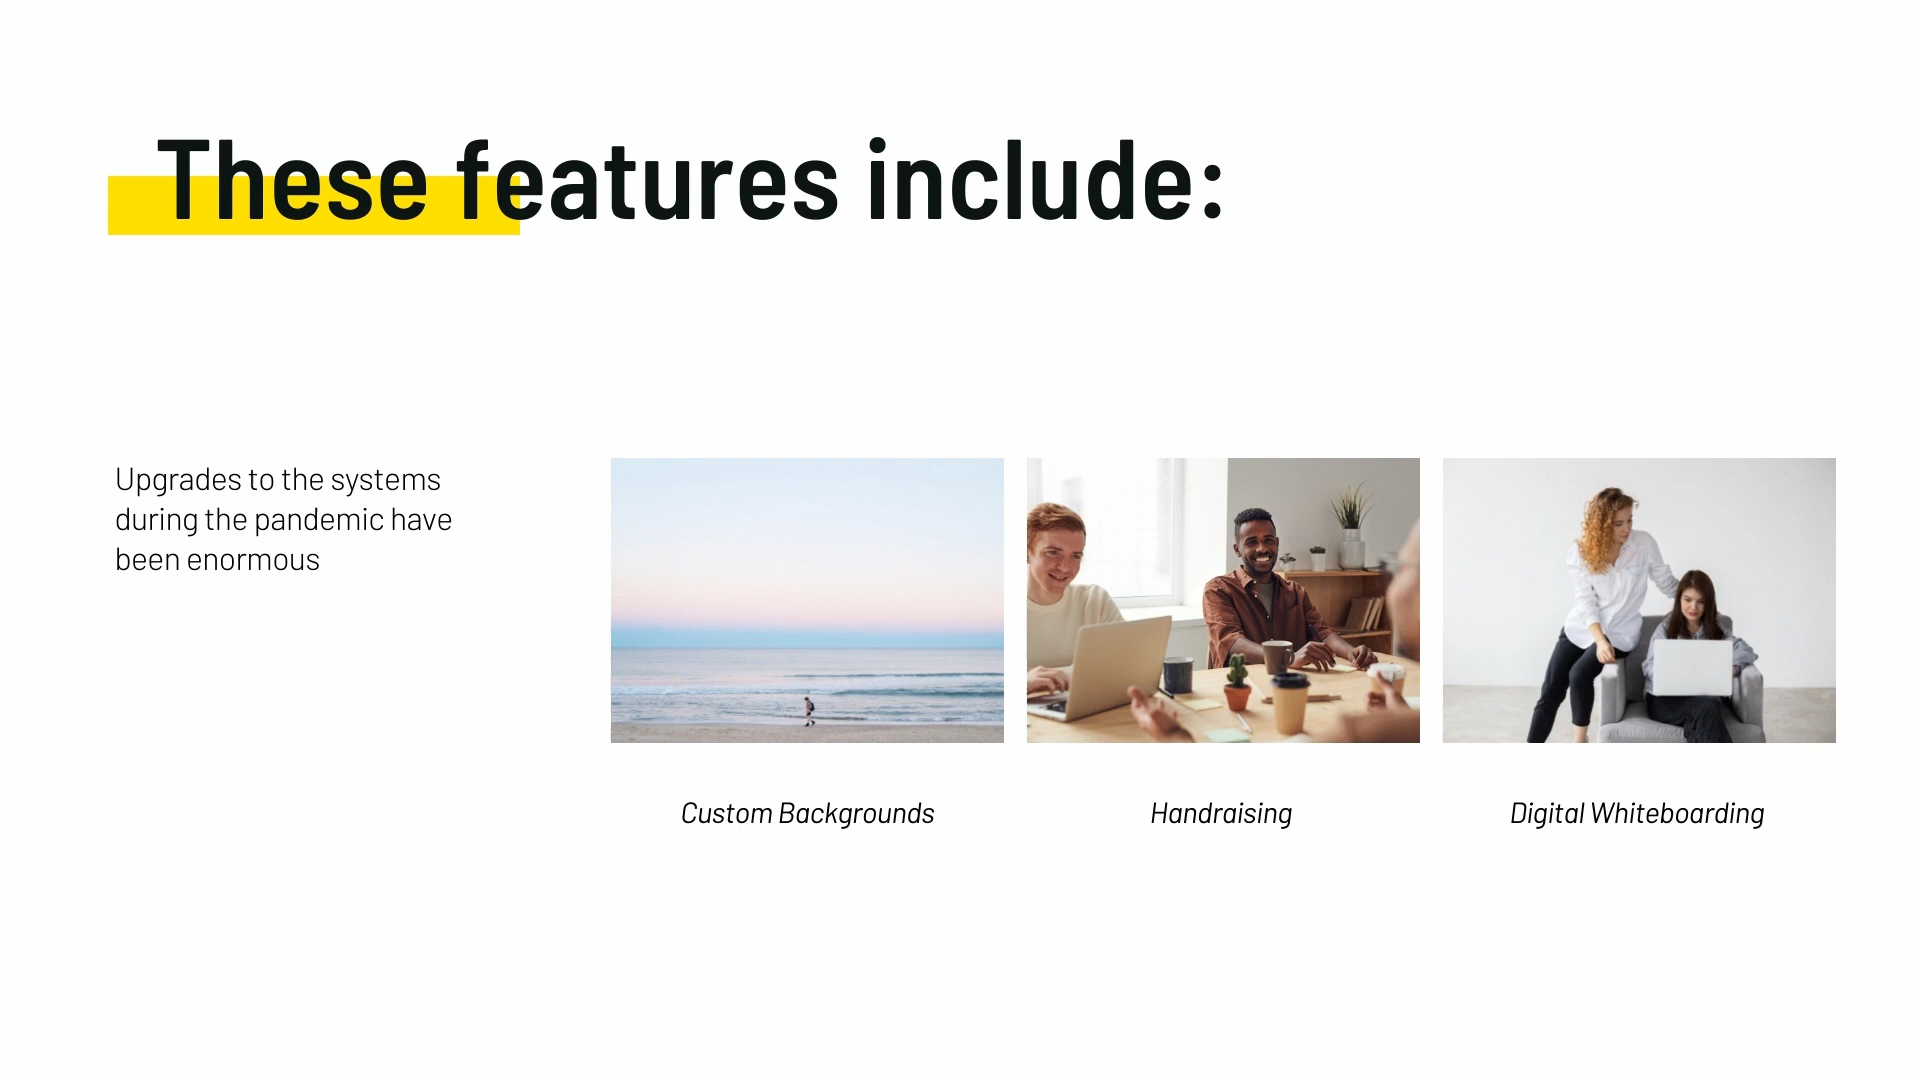 These features include:
Upgrades to the systems
during the pandemic have
been enormous
Custom Backgrounds
Handraising
Digital Whiteboarding